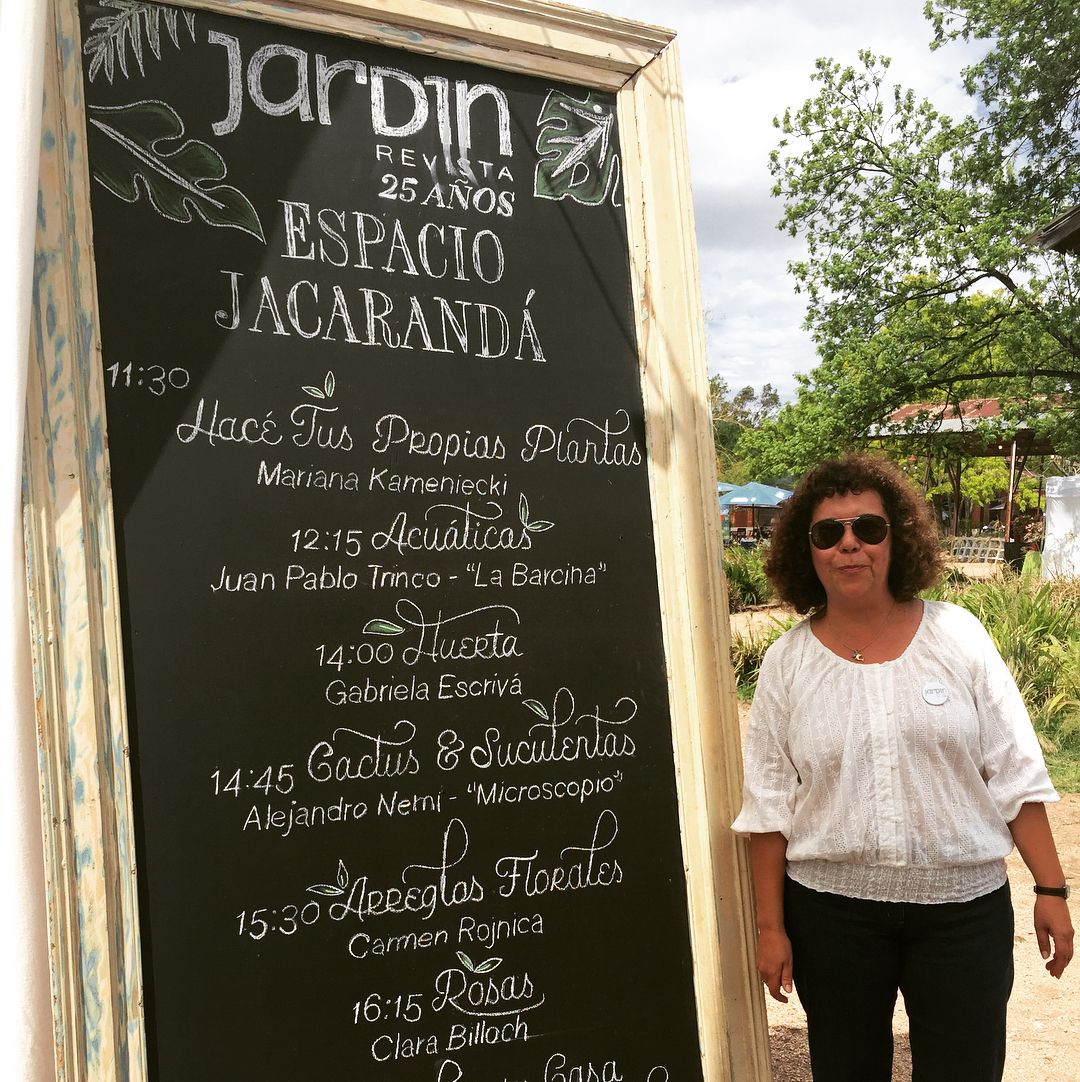 jardin
REVISTA
25 AÑOS
ESPACIO
JACARANDÁ
11:30
Hacé Tus Propias Plantas
Mariana Kameniecki
12:15 Acuáticas
Juan Pablo Trinco - "La Barcina"
14:00 Huerta
Gabriela Escrivá
14:45 Cactus & Suculentas
Alejandro Nemi - "Microscopio"
15:30 Arreglos Florales
Carmen Rojnica
16:15 Rosas
Clara Billoch
Casa
jardin